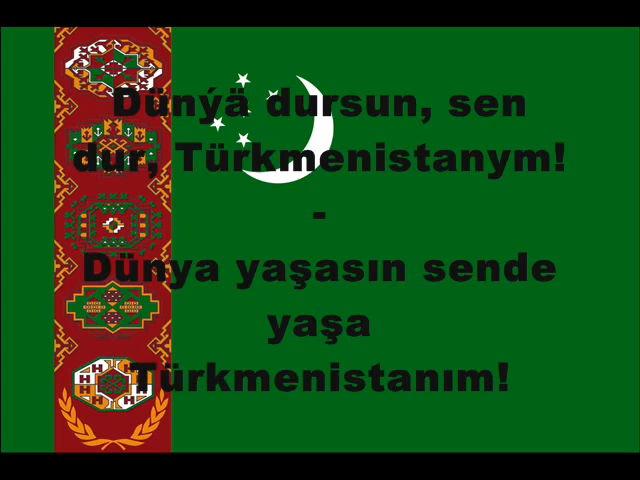 Dünýä dursun, sen
dur, Türkmenistanym!
-
Dünya yaşasın sende
yaşa
Türkmenistanım!